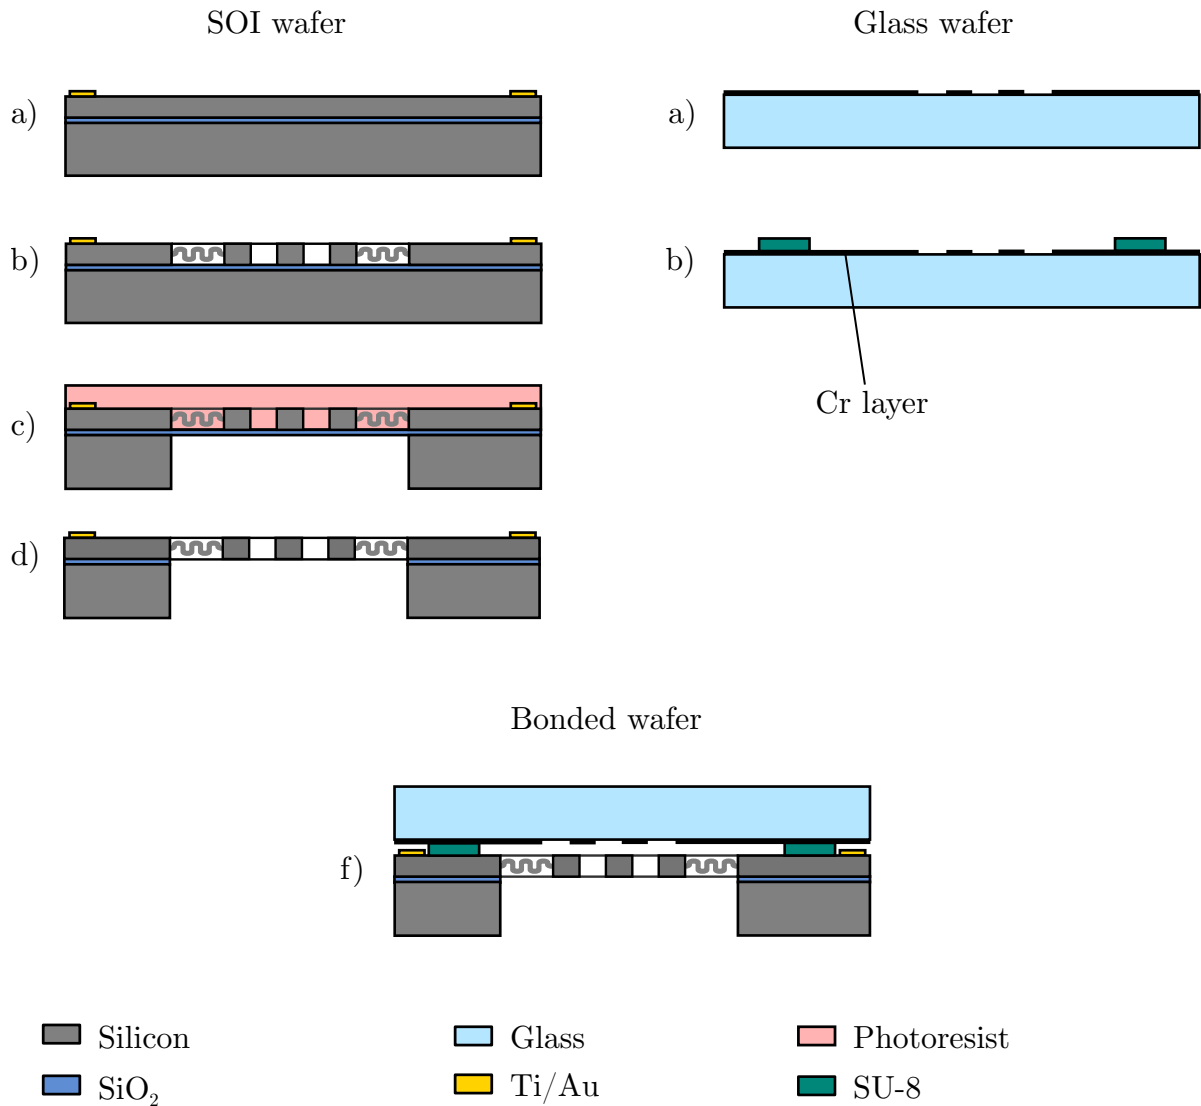 SOI wafer
Glass wafer
a)
a)
b)
b)
Cr layer
c)
d)
Bonded wafer
f)
Silicon
Glass
Photoresist
SiO₂
Ti/Au
SU-8